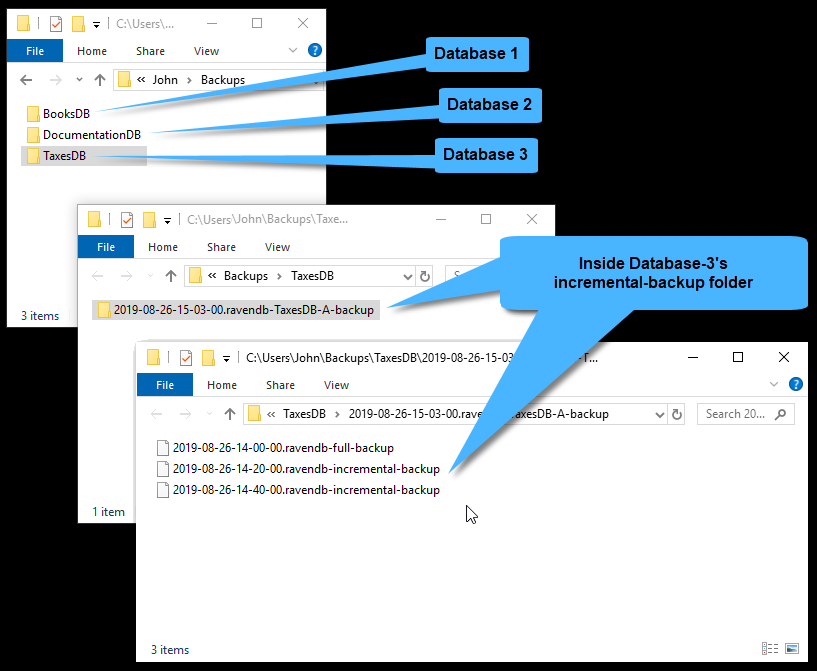 C:\Users\...
File Home Share View
« John › Backups
BooksDB
DocumentationDB
TaxesDB
3 items
Database 1
Database 2
Database 3
C:\Users\John\Backups\Taxe...
File Home Share View
« Backups › TaxesDB
2019-08-26-15-03-00.ravendb-TaxesDB-A-backup
1 item
Inside Database-3's
incremental-backup folder
C:\Users\John\Backups\TaxesDB\2019-08-26-15-03 T...
File Home Share View
« TaxesDB › 2019-08-26-15-03-00.ravendb TaxesDB-A-backup
Search 20...
2019-08-26-14-00-00.ravendb-full-backup
2019-08-26-14-20-00.ravendb-incremental-backup
2019-08-26-14-40-00.ravendb-incremental-backup
3 items